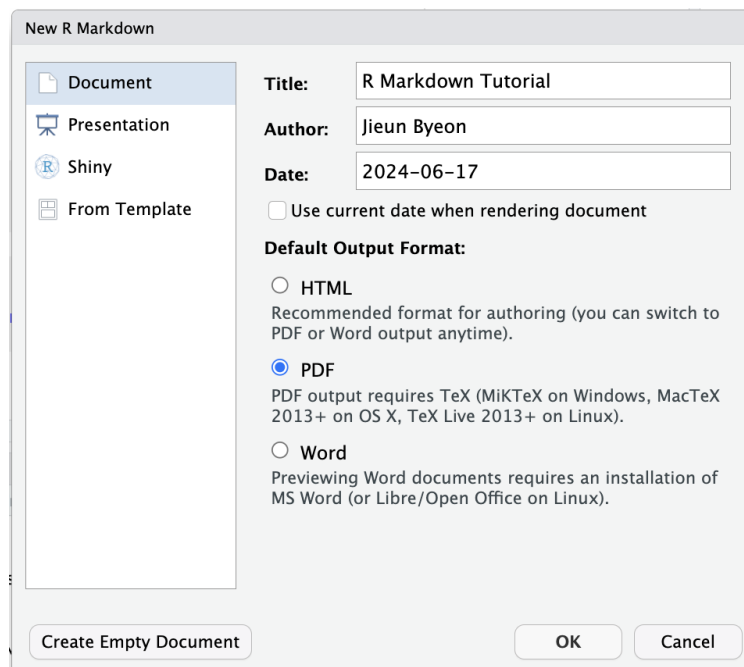 New R Markdown
Document
Presentation
Shiny
From Template
Title: R Markdown Tutorial
Author: Jieun Byeon
Date: 2024-06-17
Use current date when rendering document
Default Output Format:
HTML
Recommended format for authoring (you can switch to
PDF or Word output anytime).
PDF
PDF output requires TeX (MiKTeX on Windows, MacTeX
2013+ on OS X, TeX Live 2013+ on Linux).
Word
Previewing Word documents requires an installation of
MS Word (or Libre/Open Office on Linux).
Create Empty Document
OK
Cancel